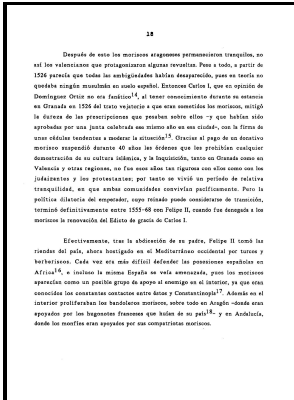 18
Después de esto los moriscos aragoneses permanecieron tranquilos, no
así los valencianos que protagonizaron algunas revueltas. Pese a todo, a partir de
1526 parecía que todas las ambigüedades habían desaparecido, pues en teoría no
quedaba ningún musulmán en suelo español. Entonces Carlos I, que en opinión de
Domínguez Ortiz no era fanático14, al tener conocimiento durante su estancia
en Granada en 1526 del trato vejatorio a que eran sometidos los moriscos, mitigó
la dureza de las prescripciones que pesaban sobre ellos -y que habían sido
aprobadas por una junta celebrada ese mismo año en esa ciudad-, con la firma de
unas cédulas tendentes a moderar la situación15. Gracias al pago de un donativo
morisco suspendió durante 40 años las órdenes que les prohibían cualquier
demostración de su cultura islámica, y la Inquisición, tanto en Granada como en
Valencia y otras regiones, no fue esos años tan rigurosa con ellos como con los
judaizantes y los protestantes; por tanto se vivió un período de relativa
tranquilidad, en que ambas comunidades convivían pacíficamente. Pero la
política dilatoria del emperador, cuyo reinado puede considerarse de transición,
terminó definitivamente entre 1555-68 con Felipe II, cuando fue denegada a los
moriscos la renovación del Edicto de gracia de Carlos I.
Efectivamente, tras la abdicación de su padre, Felipe II tomó las
riendas del país, ahora hostigado en el Mediterráneo occidental por turcos y
berberiscos. Cada vez era más difícil defender las posesiones españolas en
Africa16, e incluso la misma España se veía amenazada, pues los moriscos
aparecían como un posible grupo de apoyo al enemigo en el interior, ya que eran
conocidos los constantes contactos entre éstos y Constantinopla17. Además en el
interior proliferaban los bandoleros moriscos, sobre todo en Aragón -donde eran
apoyados por los hugonotes franceses que huían de su país18- y en Andalucía,
donde los monfíes eran apoyados por sus compatriotas moriscos.